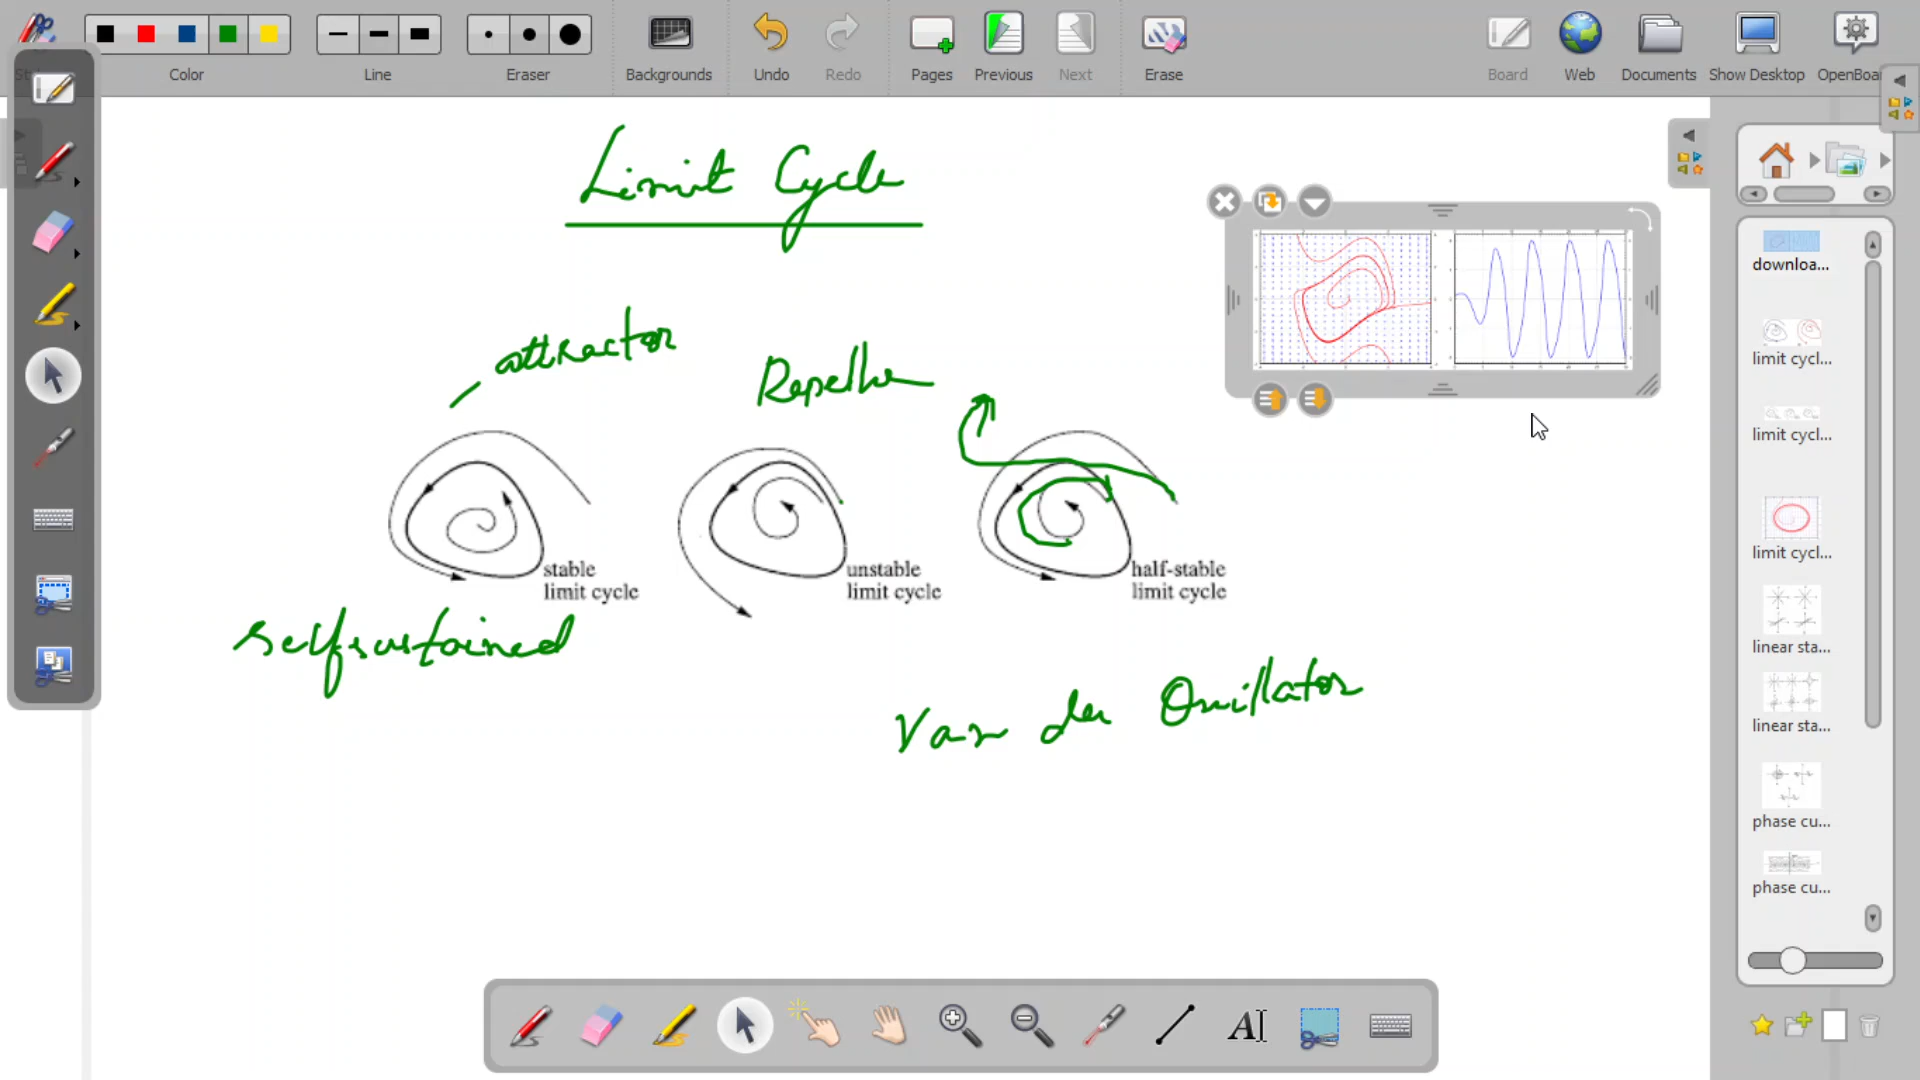 Color
Line
Eraser
Backgrounds
Undo
Redo
Pages
Previous
Next
Erase
Board
Web
Documents
Show Desktop
OpenBoa
Limit Cycle
attractor
Repeller
stable
limit cycle
unstable
limit cycle
half-stable
limit cycle
selfsustained
Van der Oscillator
downloa...
limit cycl...
limit cycl...
limit cycl...
linear sta...
linear sta...
phase cu...
phase cu...